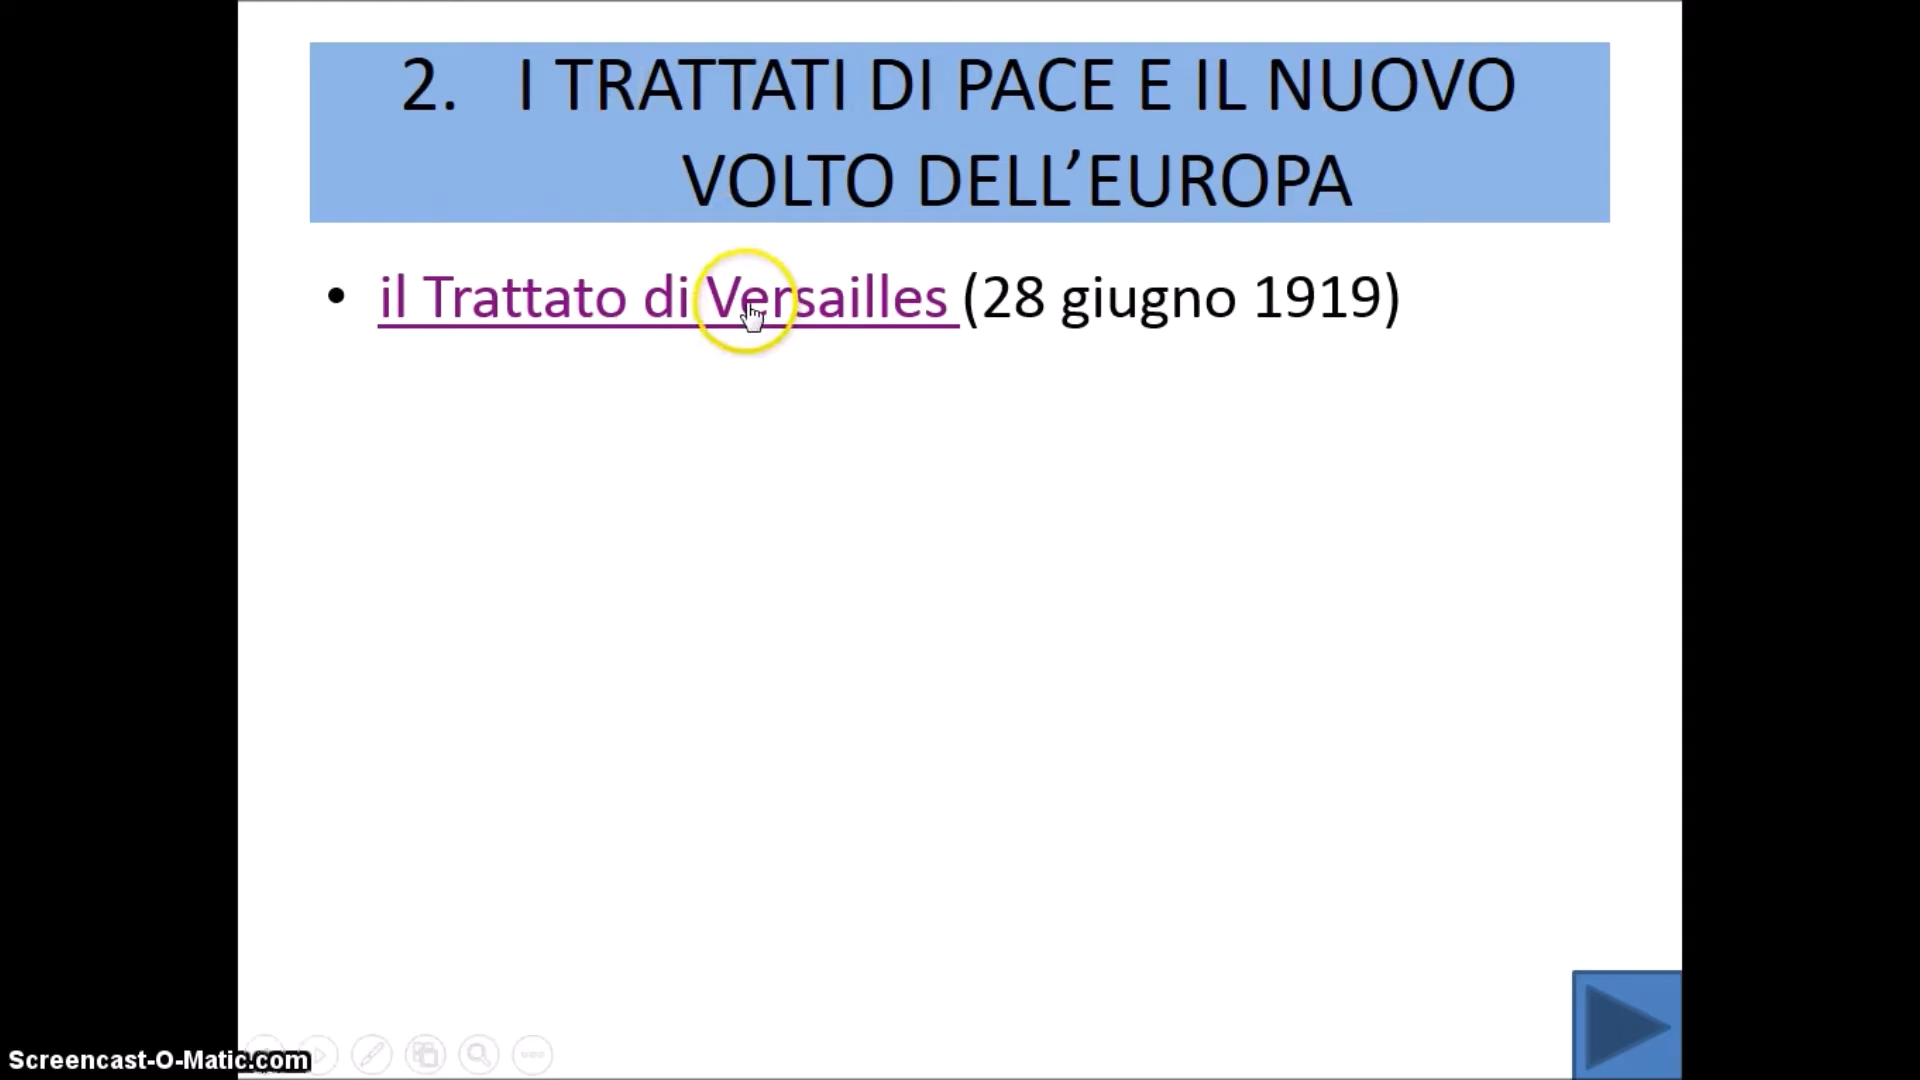 2. I TRATTATI DI PACE E IL NUOVO
VOLTO DELL’EUROPA
• il Trattato di Versailles (28 giugno 1919)
Screencast-O-Matic.com